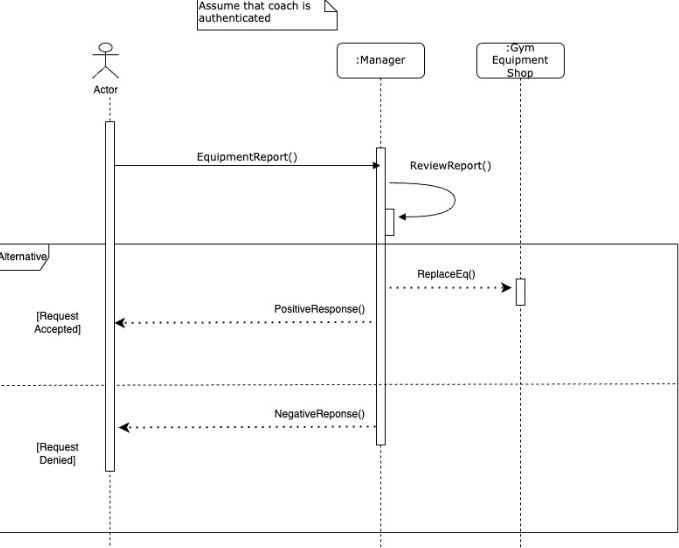 Assume that coach is
authenticated
Actor
:Manager
:Gym
Equipment
Shop
EquipmentReport()
ReviewReport()
Alternative
ReplaceEq()
PositiveResponse()
[Request
Accepted]
NegativeReponse()
[Request
Denied]